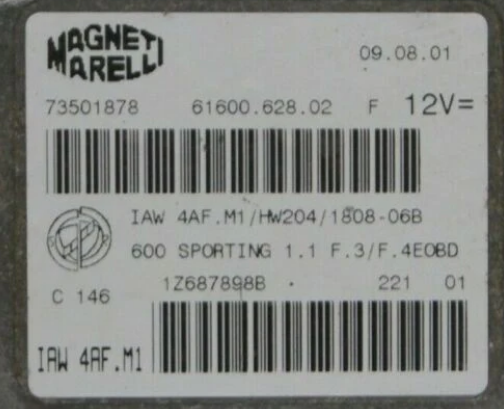 MAGNETI MARELLI
09.08.01
73501878 61600.628.02 F 12V=
IAW 4AF.M1/HW204/1808-06B
600 SPORTING 1.1 F.3/F.4EOBD
C 146
1Z687898B . 221 01
IAW 4AF.M1